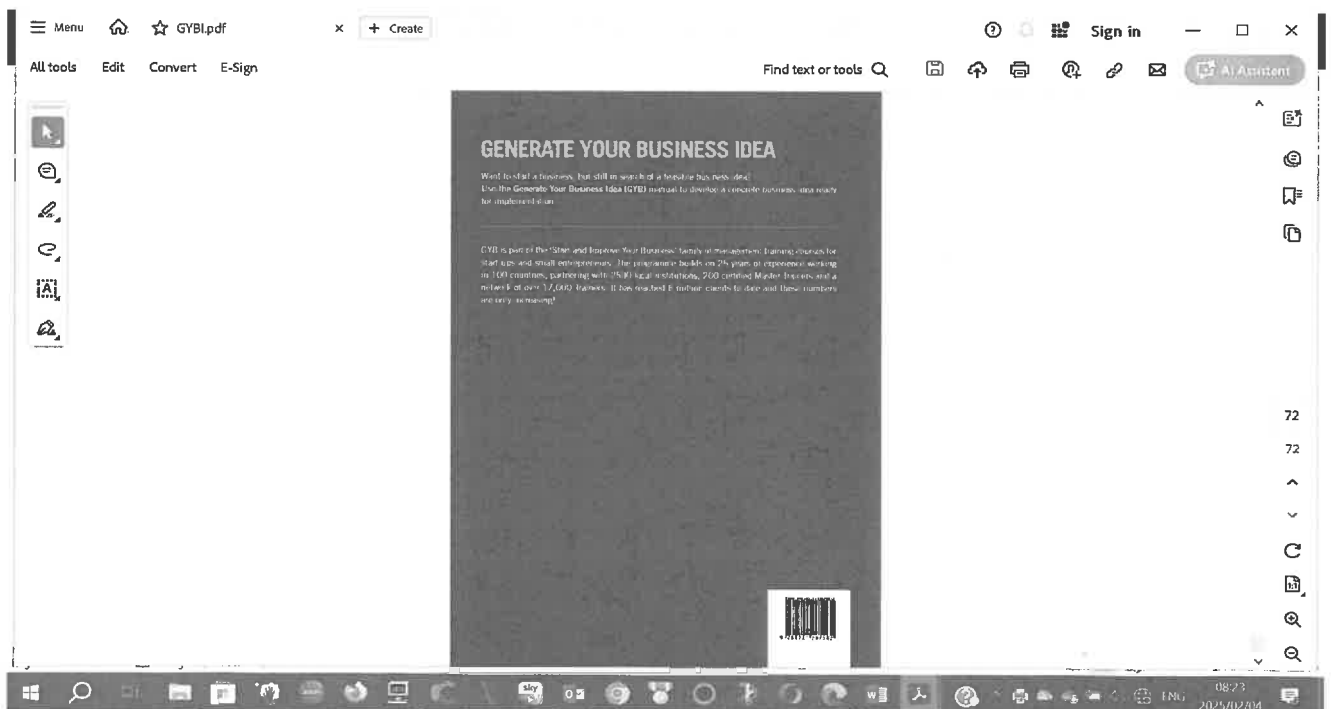 Menu GYBI.pdf × + Create Sign in
All tools Edit Convert E-Sign Find text or tools AI Assistant
GENERATE YOUR BUSINESS IDEA
Want to start a business, but still in search of a feasible business idea?
Use the Generate Your Business Idea (GYB) manual to develop a concrete business idea ready
for implementation
GYB is part of the 'Start and Improve Your Business' family of management training courses for
start ups and small entrepreneurs. The programme builds on 25 years of experience working
in 100 countries, partnering with 2500 local institutions, 200 certified Master Trainers and a
network of over 17,000 trainers. It has reached 6 million clients to date and these numbers
are only increasing!
72
72
sky
ENG
08:23
2025/02/04